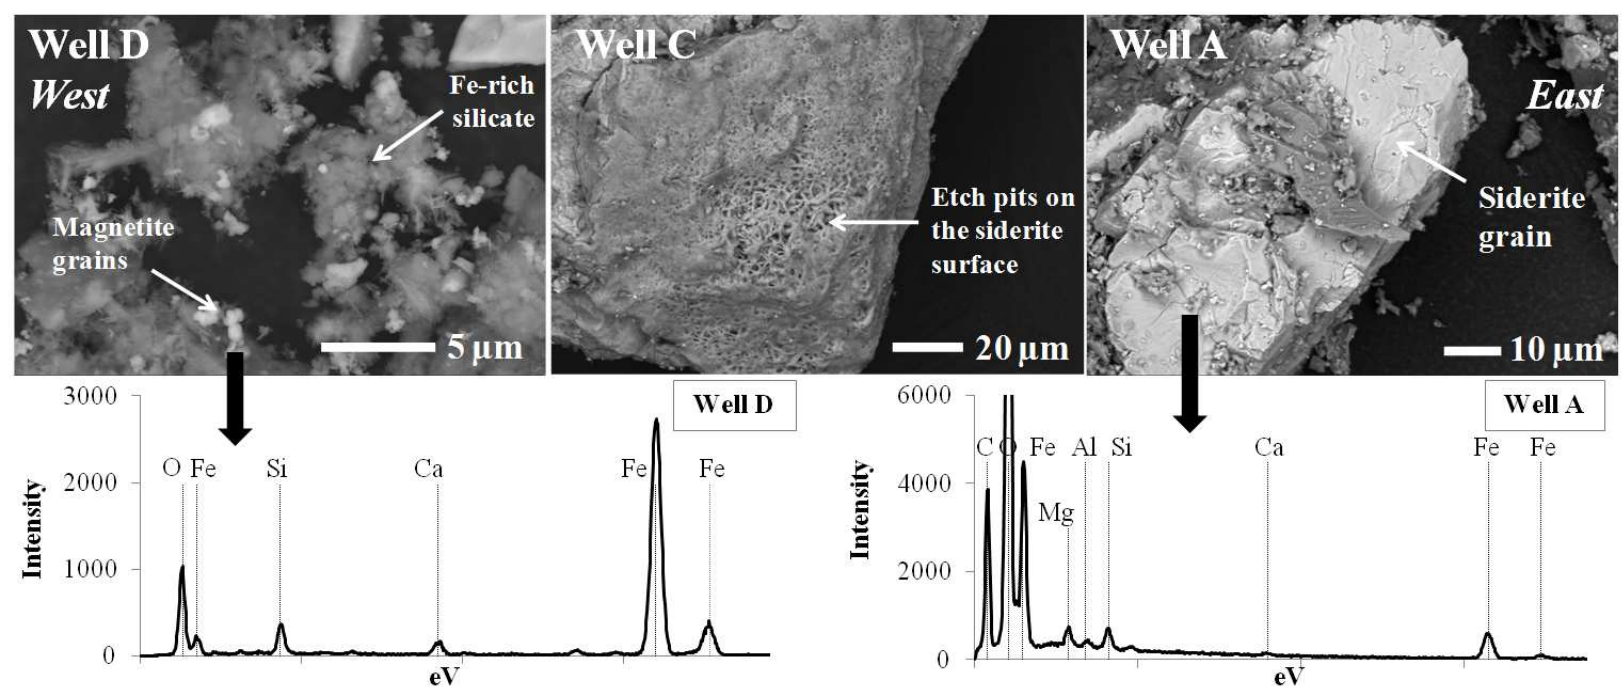 Well D
West
Fe-rich
silicate
Magnetite
grains
5 µm
Well C
Etch pits on
the siderite
surface
20 µm
Well A
East
Siderite
grain
10 µm
Well D
3000
2000
1000
0
Intensity
O Fe Si Ca Fe Fe
eV
Well A
6000
4000
2000
0
Intensity
C O Fe Al Si Ca Fe Fe
Mg
eV